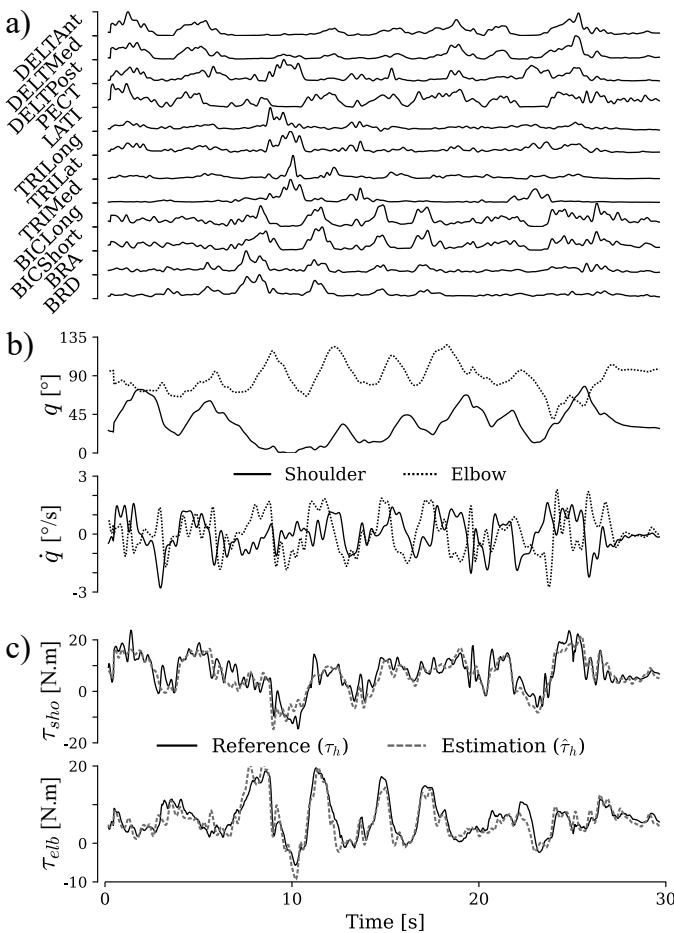 a)
DELTAnt
DELTMed
DELTPost
PECT
LATI
TRILong
TRILat
TRIMed
BICLong
BICShort
BRA
BRD
b)
135
90
45
0
q [°]
Shoulder Elbow
3
0
-3
q̇ [°/s]
c)
20
0
-20
τsho [N.m]
Reference (τh) Estimation (τ̂h)
20
0
-10
τelb [N.m]
0 10 20 30
Time [s]